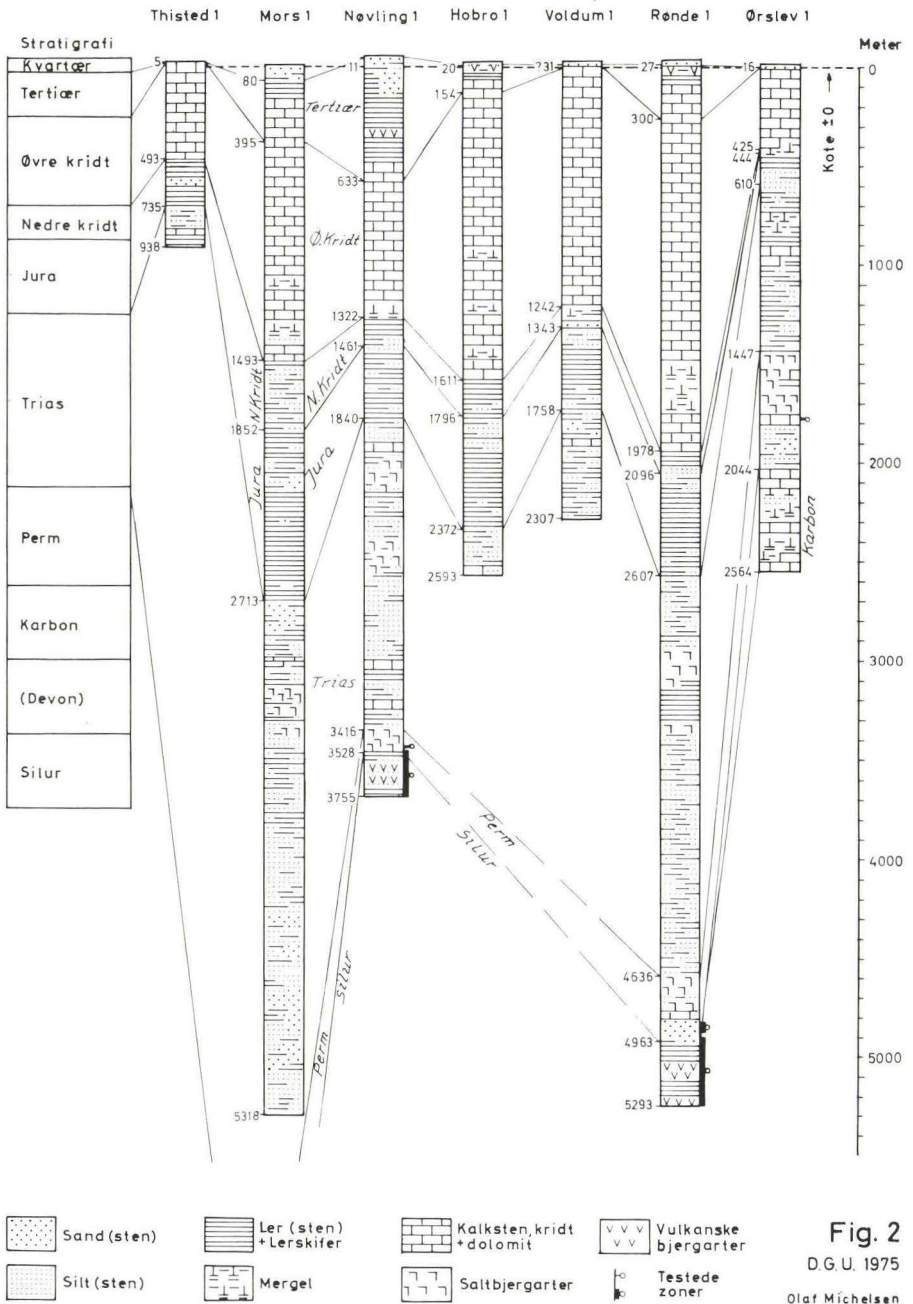 Thisted 1 Mors 1 Nøvling 1 Hobro 1 Voldum 1 Rønde 1 Ørslev 1
Stratigrafi
Kvartær
Tertiær
Øvre kridt
Nedre kridt
Jura
Trias
Perm
Karbon
(Devon)
Silur
5
493
735
938
80
395
1493
1852
2713
5318
11
633
1322
1461
1840
3416
3528
3755
20
154
1611
1796
2372
2593
231
1242
1343
1758
2307
27
300
1978
2096
2607
4636
4963
5293
16
425
444
610
1447
2044
2564
Tertiær
Ø.Kridt
N.Kridt
N.Kridt
Jura
Jura
Trias
Perm
Silur
Perm
Silur
Karbon
Meter
0
Kote ±0
1000
2000
3000
4000
5000
Sand(sten)
Silt(sten)
Ler (sten)
+Lerskifer
Mergel
Kalksten, kridt
+dolomit
Saltbjergarter
Vulkanske
bjergarter
Testede
zoner
Fig. 2
D.G.U. 1975
Olaf Michelsen